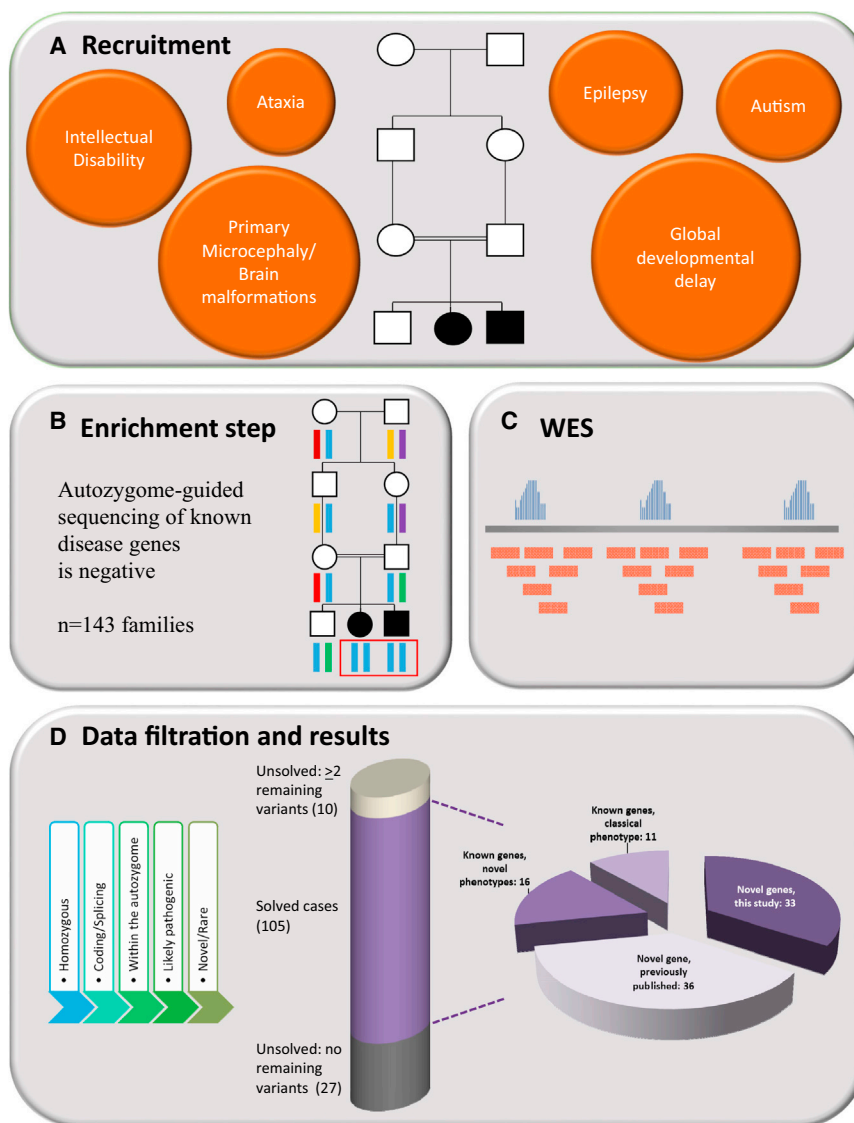 A Recruitment
Intellectual
Disability
Ataxia
Primary
Microcephaly/
Brain
malformations
Epilepsy
Autism
Global
developmental
delay
B Enrichment step
Autozygome-guided
sequencing of known
disease genes
is negative
n=143 families
C WES
D Data filtration and results
• Homozygous
• Coding/Splicing
• Within the autozygome
• Likely pathogenic
• Novel/Rare
Unsolved: ≥2
remaining
variants (10)
Solved cases
(105)
Unsolved: no
remaining
variants (27)
Known genes,
classical phenotype: 11
Known genes,
novel phenotypes: 16
Novel genes,
this study: 33
Novel gene,
previously
published: 36